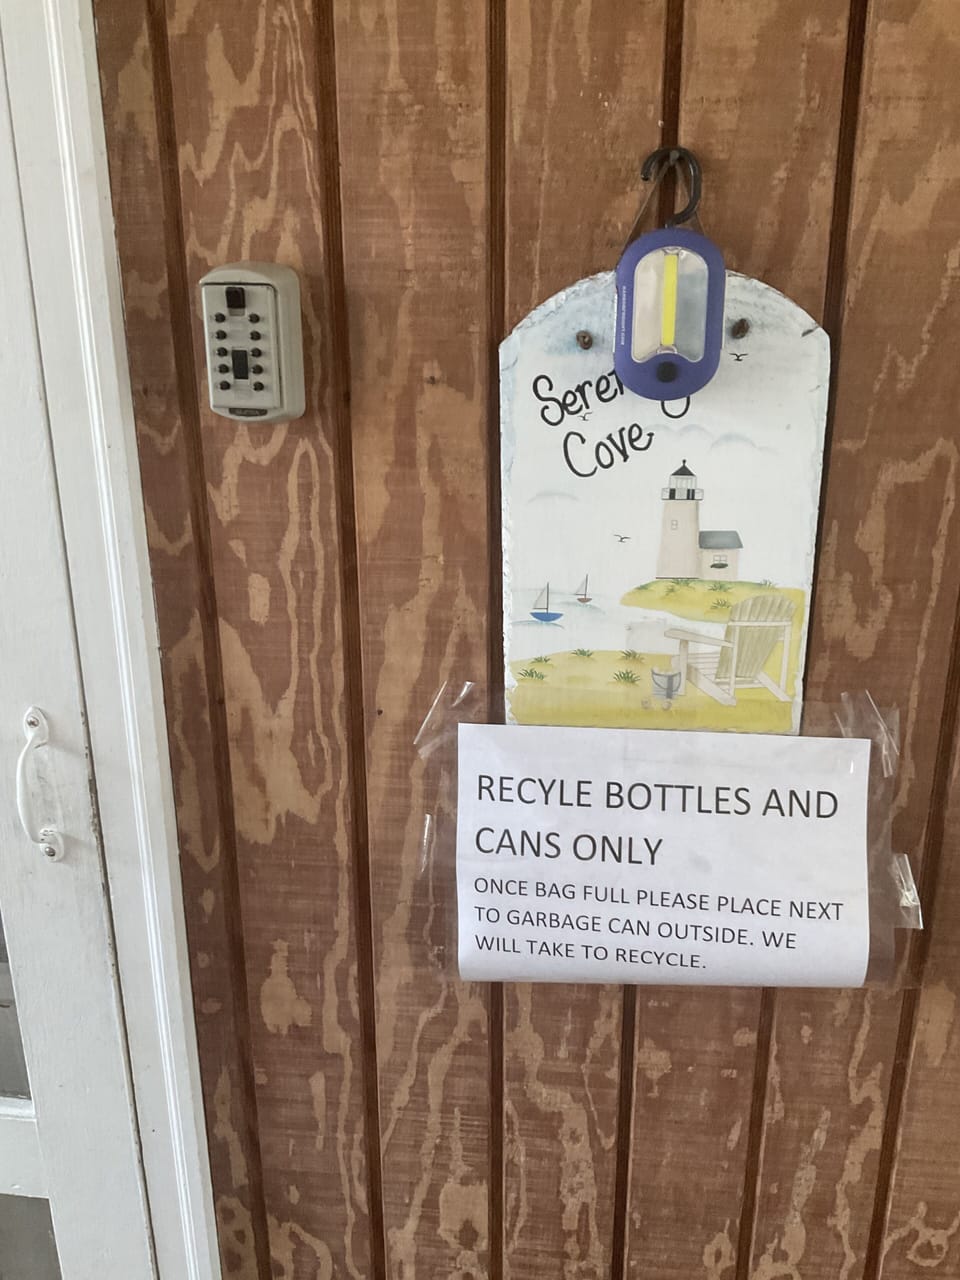 Cove
RECYLE BOTTLES AND
CANS ONLY
ONCE BAG FULL PLEASE PLACE NEXT
TO GARBAGE CAN OUTSIDE. WE
WILL TAKE TO RECYCLE.